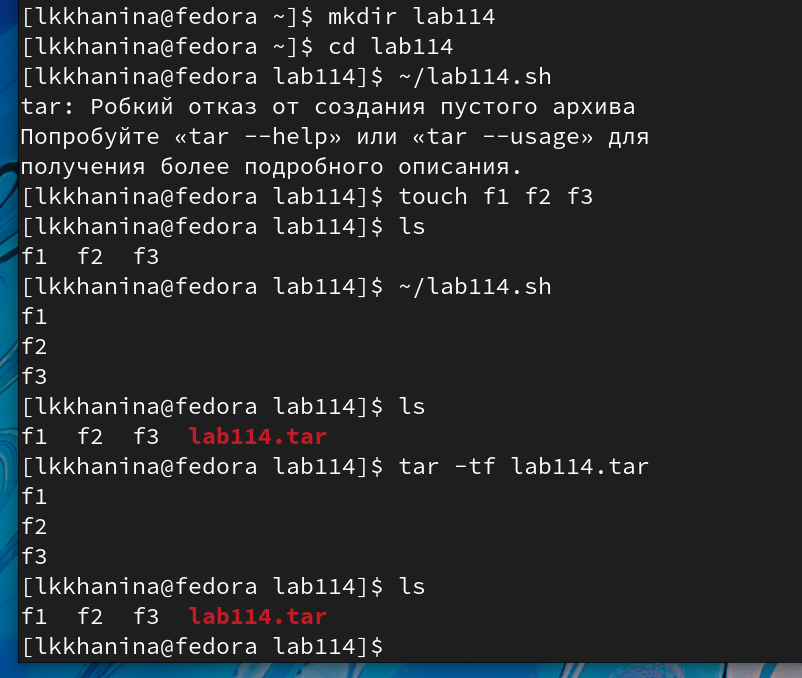 [lkkhanina@fedora ~]$ mkdir lab114
[lkkhanina@fedora ~]$ cd lab114
[lkkhanina@fedora lab114]$ ~/lab114.sh
tar: Робкий отказ от создания пустого архива
Попробуйте «tar --help» или «tar --usage» для
получения более подробного описания.
[lkkhanina@fedora lab114]$ touch f1 f2 f3
[lkkhanina@fedora lab114]$ ls
f1  f2  f3
[lkkhanina@fedora lab114]$ ~/lab114.sh
f1
f2
f3
[lkkhanina@fedora lab114]$ ls
f1  f2  f3  lab114.tar
[lkkhanina@fedora lab114]$ tar -tf lab114.tar
f1
f2
f3
[lkkhanina@fedora lab114]$ ls
f1  f2  f3  lab114.tar
[lkkhanina@fedora lab114]$